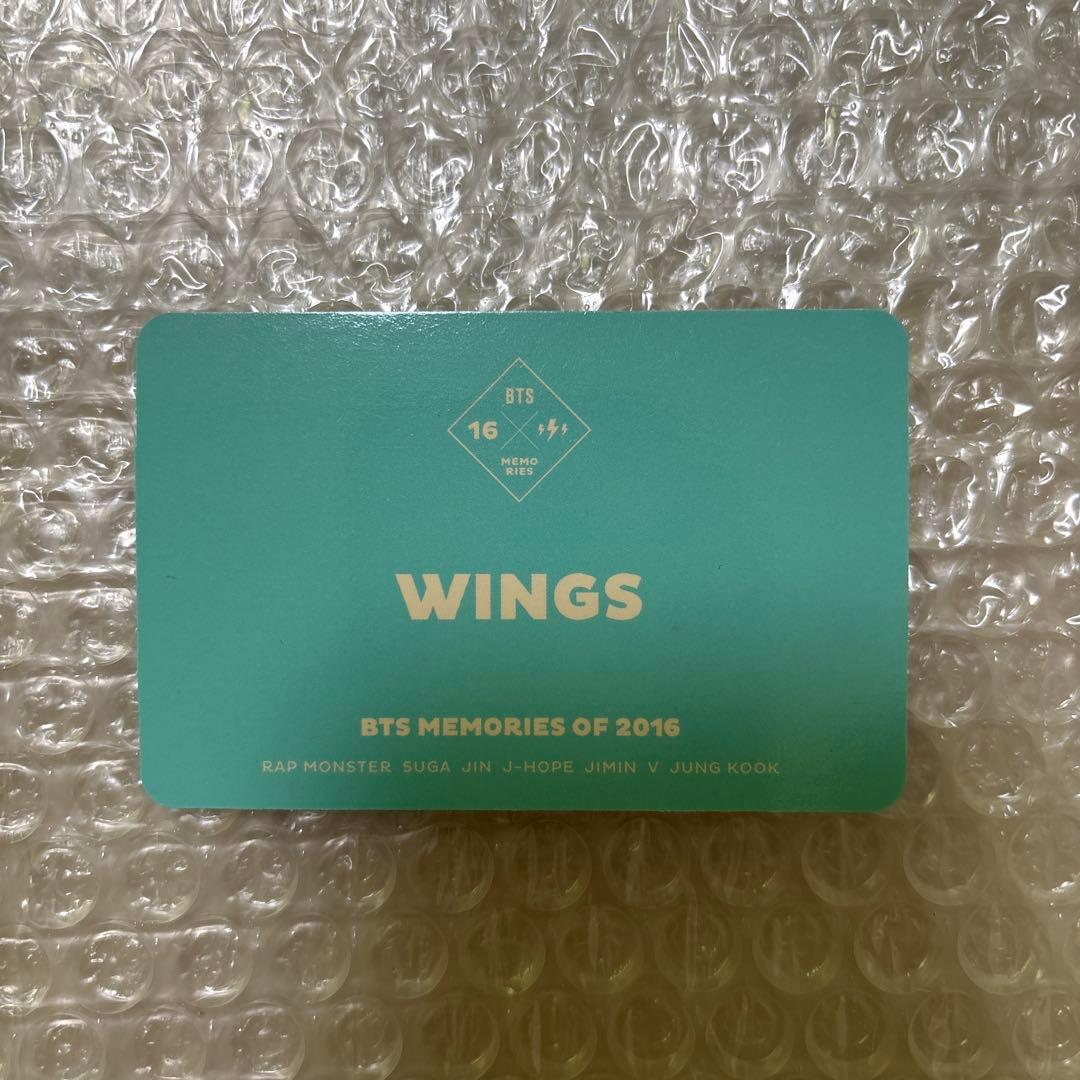 BTS
16
MEMO
RIES
WINGS
BTS MEMORIES OF 2016
RAP MONSTER SUGA JIN J-HOPE JIMIN V JUNG KOOK